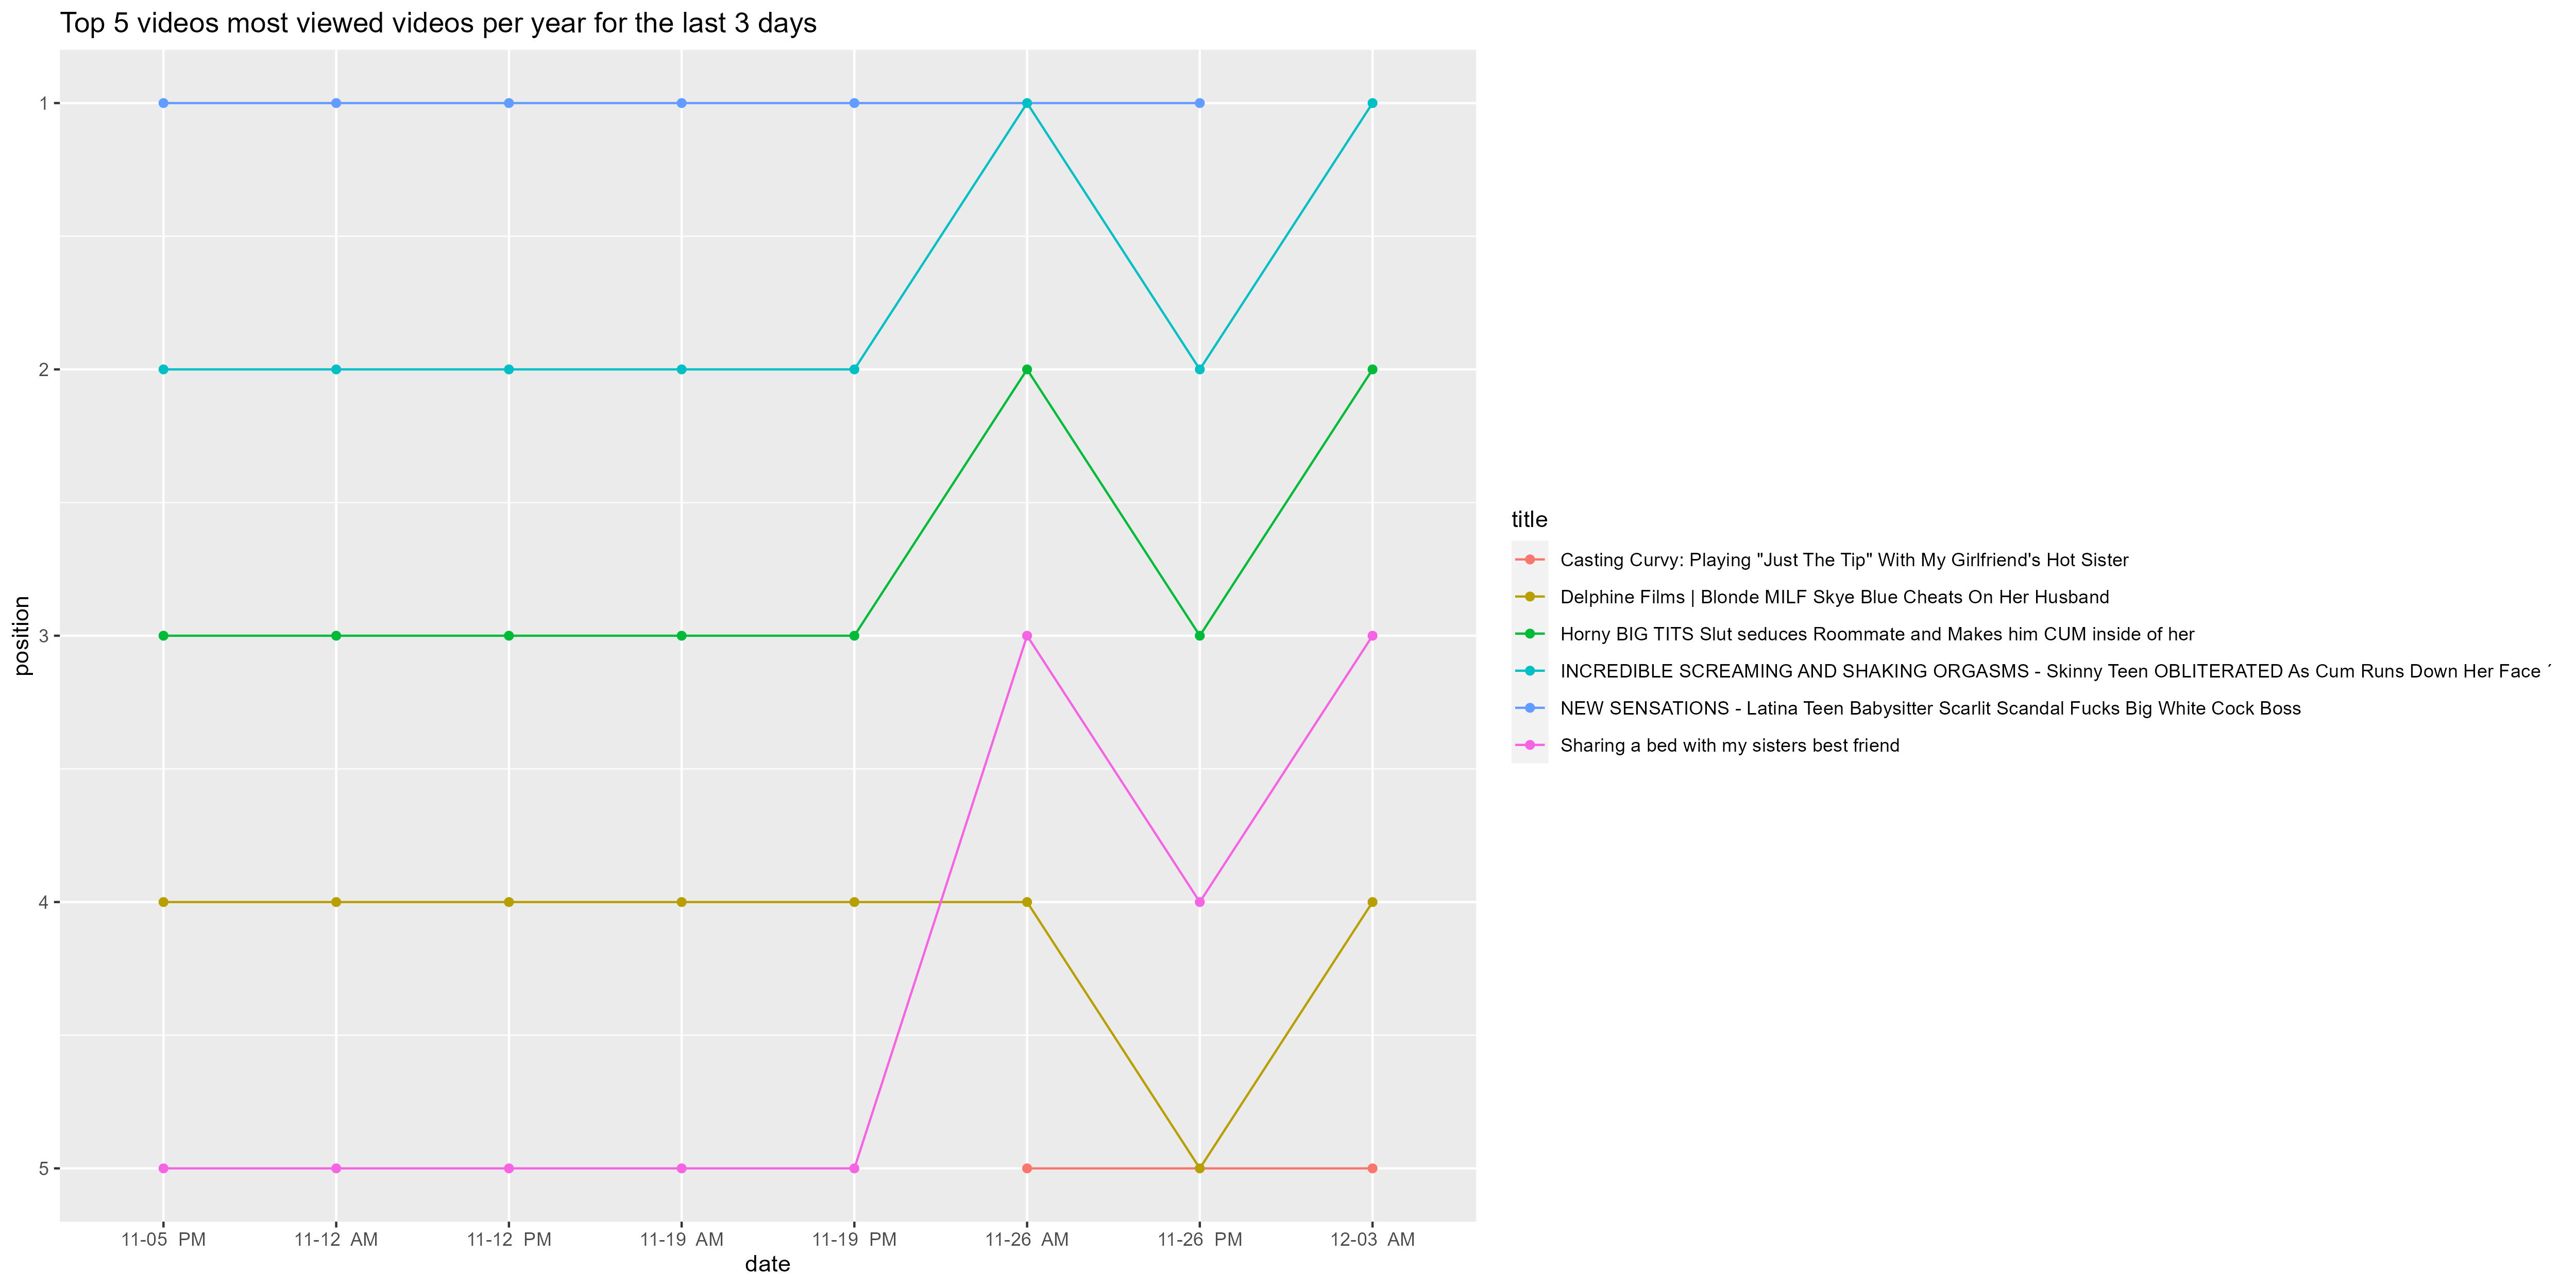 Top 5 videos most viewed videos per year for the last 3 days
position
1
2
3
4
5
11-05 PM
11-12 AM
11-12 PM
11-19 AM
11-19 PM
11-26 AM
11-26 PM
12-03 AM
date
title
Casting Curvy: Playing "Just The Tip" With My Girlfriend's Hot Sister
Delphine Films | Blonde MILF Skye Blue Cheats On Her Husband
Horny BIG TITS Slut seduces Roommate and Makes him CUM inside of her
INCREDIBLE SCREAMING AND SHAKING ORGASMS - Skinny Teen OBLITERATED As Cum Runs Down Her Face
NEW SENSATIONS - Latina Teen Babysitter Scarlit Scandal Fucks Big White Cock Boss
Sharing a bed with my sisters best friend